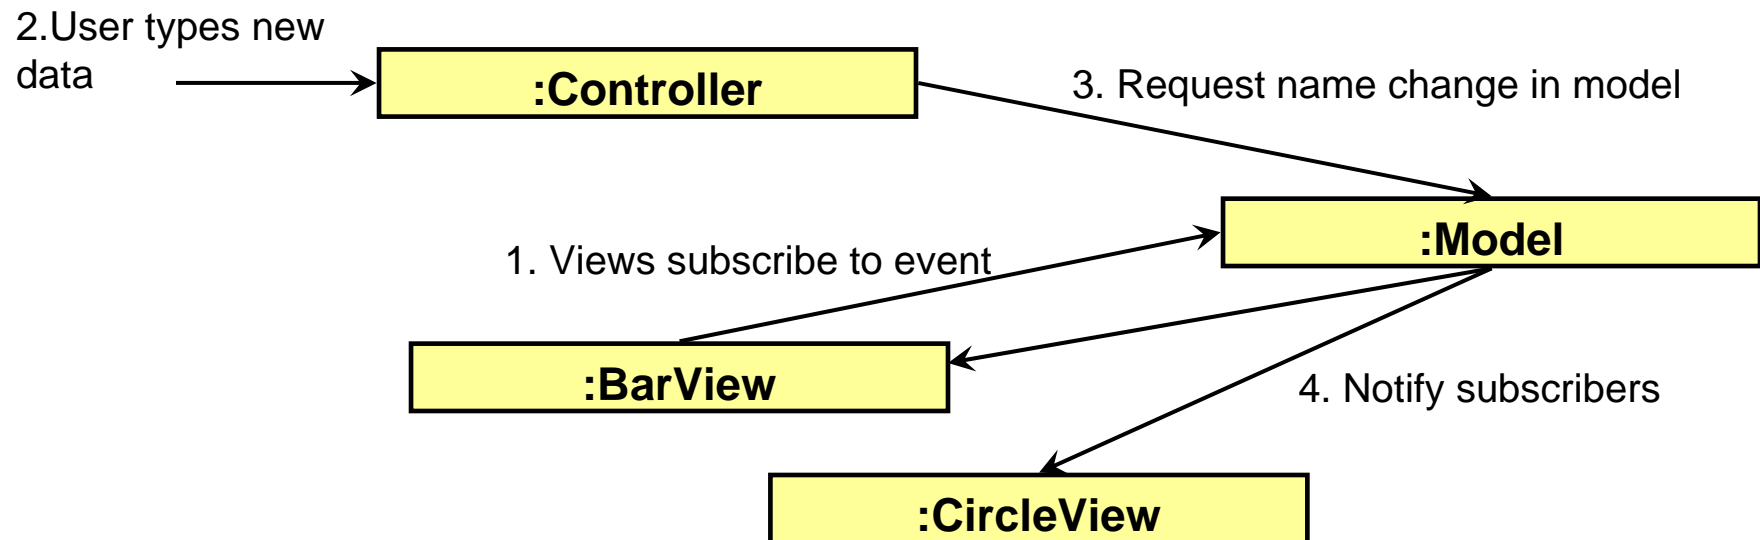 2.User types new
data
:Controller
3. Request name change in model
:Model
1. Views subscribe to event
:BarView
4. Notify subscribers
:CircleView